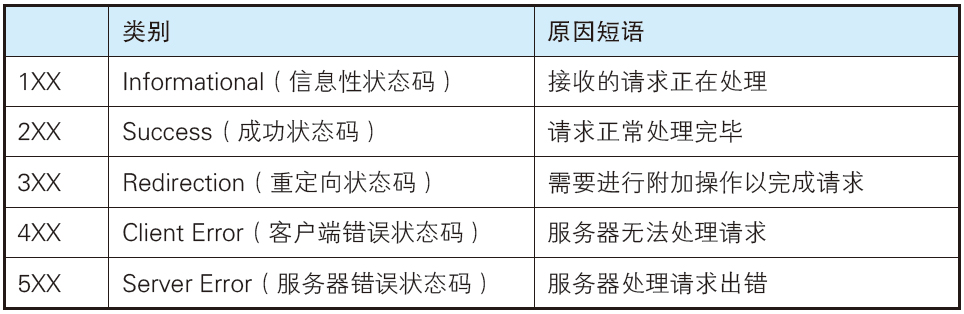 类别 原因短语
1XX Informational（信息性状态码） 接收的请求正在处理
2XX Success（成功状态码） 请求正常处理完毕
3XX Redirection（重定向状态码） 需要进行附加操作以完成请求
4XX Client Error（客户端错误状态码） 服务器无法处理请求
5XX Server Error（服务器错误状态码） 服务器处理请求出错